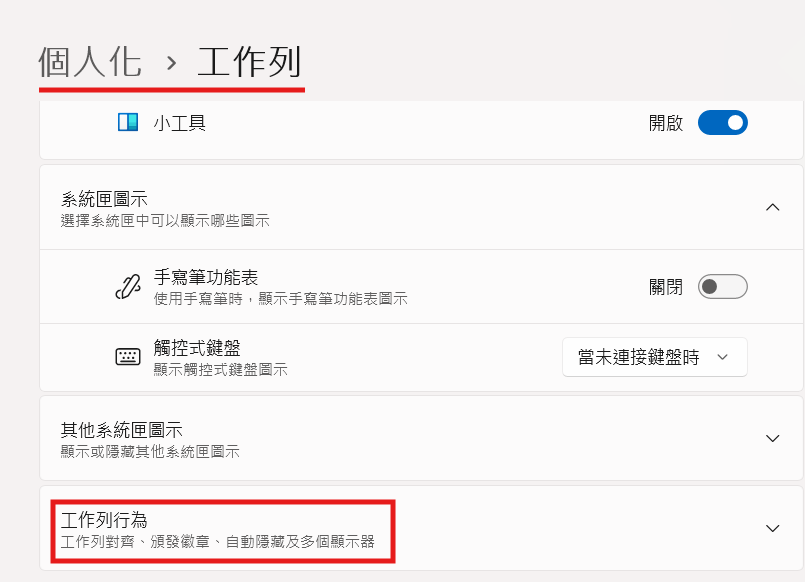 個人化 › 工作列
小工具 開啟
系統匣圖示
選擇系統匣中可以顯示哪些圖示
手寫筆功能表 關閉
使用手寫筆時，顯示手寫筆功能表圖示
觸控式鍵盤 當未連接鍵盤時
顯示觸控式鍵盤圖示
其他系統匣圖示
顯示或隱藏其他系統匣圖示
工作列行為
工作列對齊、頒發徽章、自動隱藏及多個顯示器